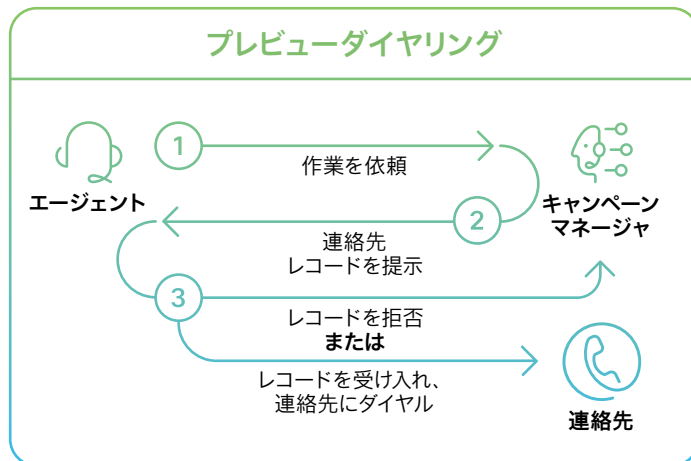 プレビューダイヤリング
1
作業を依頼
エージェント
キャンペーン
マネージャ
2
連絡先
レコードを提示
3
レコードを拒否
または
レコードを受け入れ、
連絡先にダイヤル
連絡先